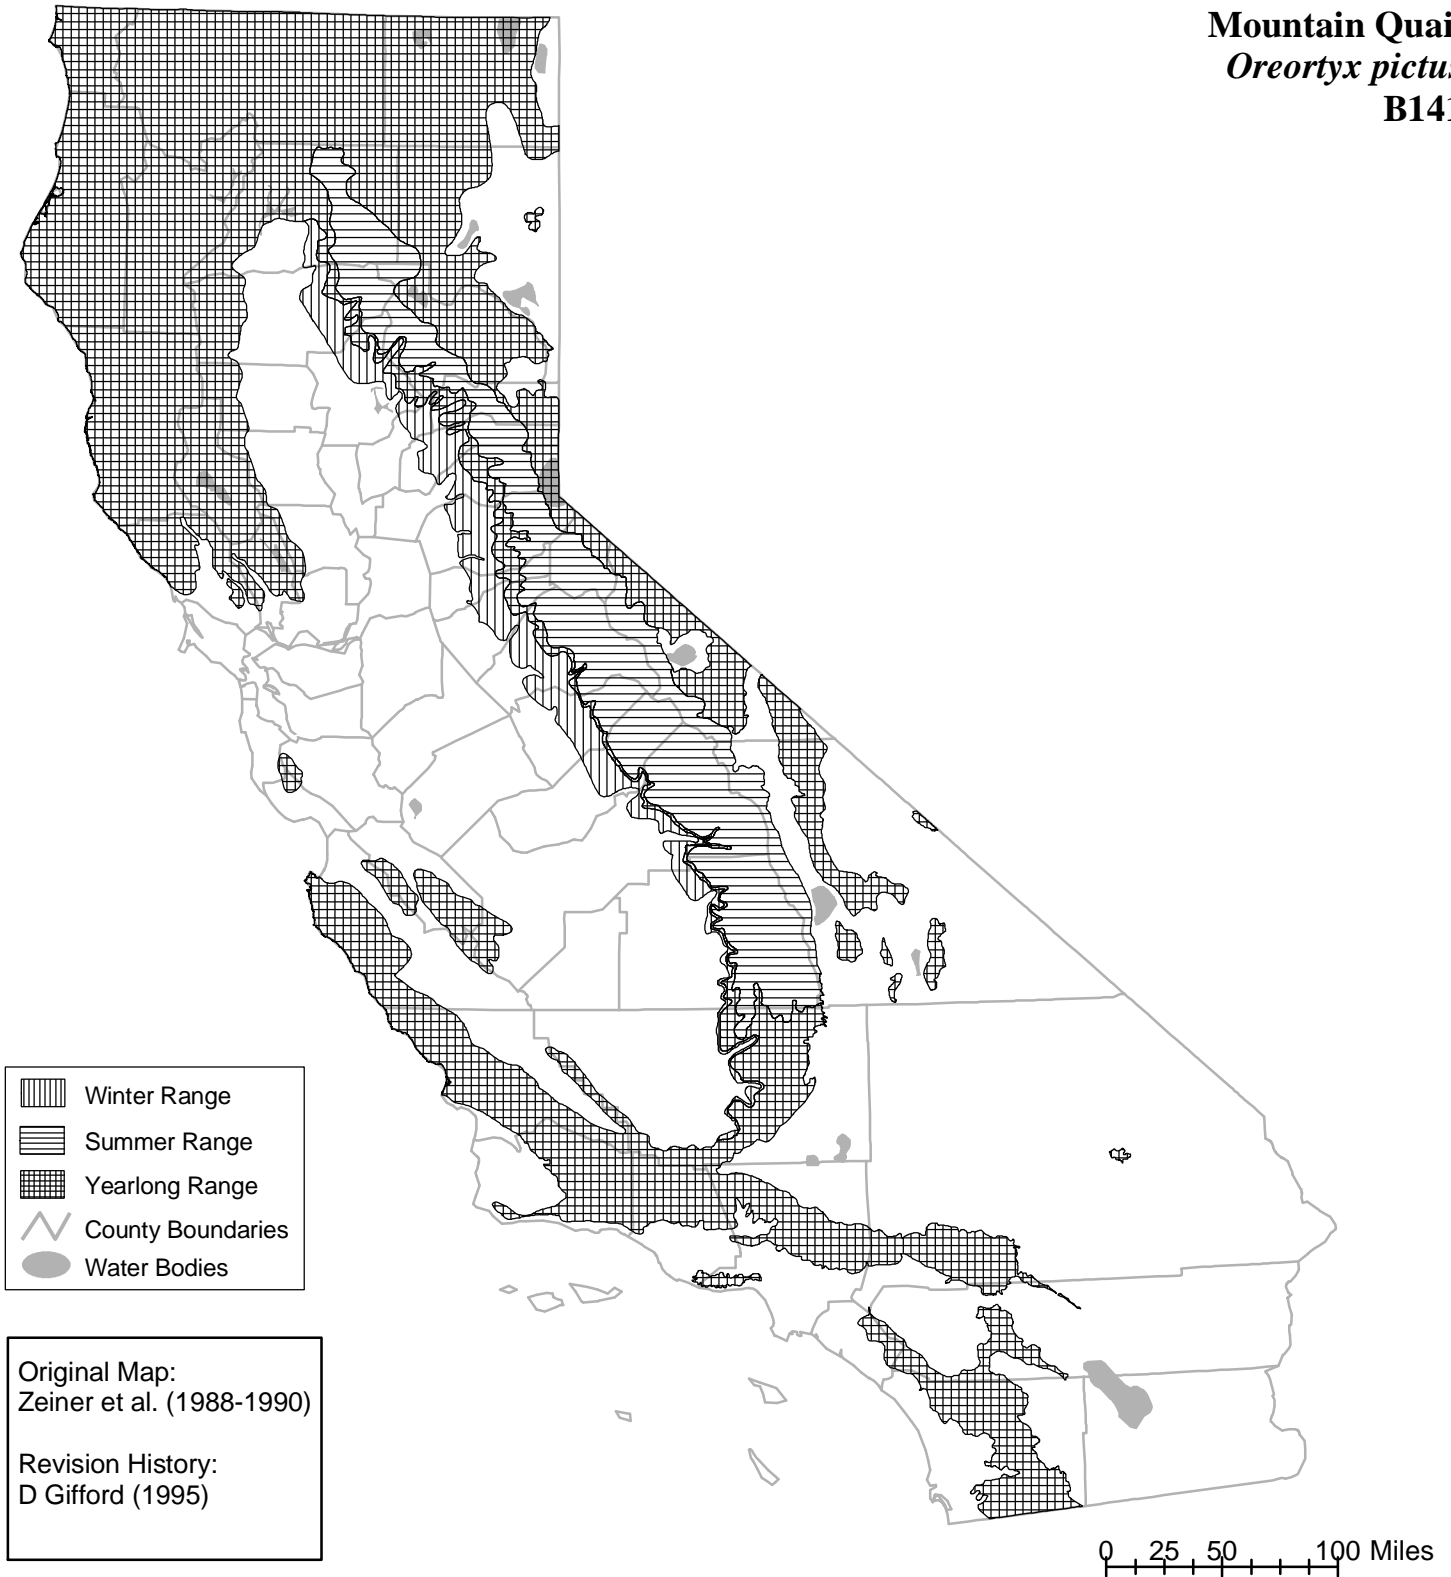 Mountain Quai
Oreortyx pictus
B141
Winter Range
Summer Range
Yearlong Range
County Boundaries
Water Bodies
Original Map:
Zeiner et al. (1988-1990)
Revision History:
D Gifford (1995)
0 25 50 100 Miles